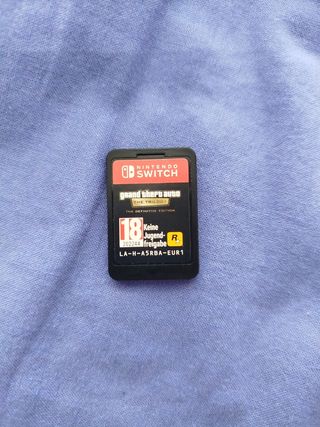 NINTENDO
SWITCH
grand theft auto
THE TRILOGY
THE DEFINITIVE EDITION
18
Keine
Jugend-
freigabe
R
LA-H-A5RBA-EUR1